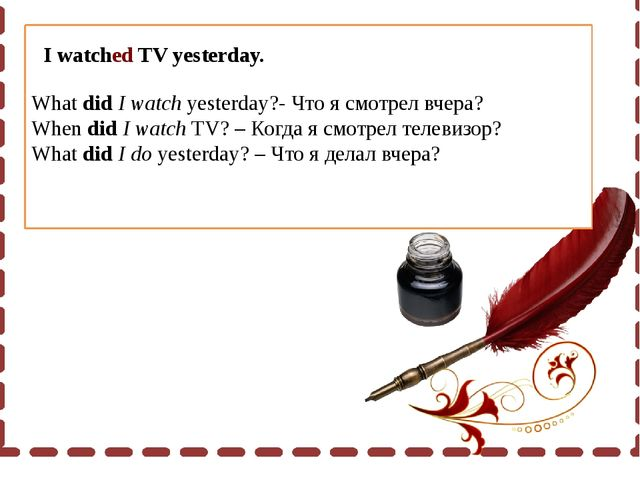 I watched TV yesterday.
What did I watch yesterday?- Что я смотрел вчера?
When did I watch TV? – Когда я смотрел телевизор?
What did I do yesterday? – Что я делал вчера?